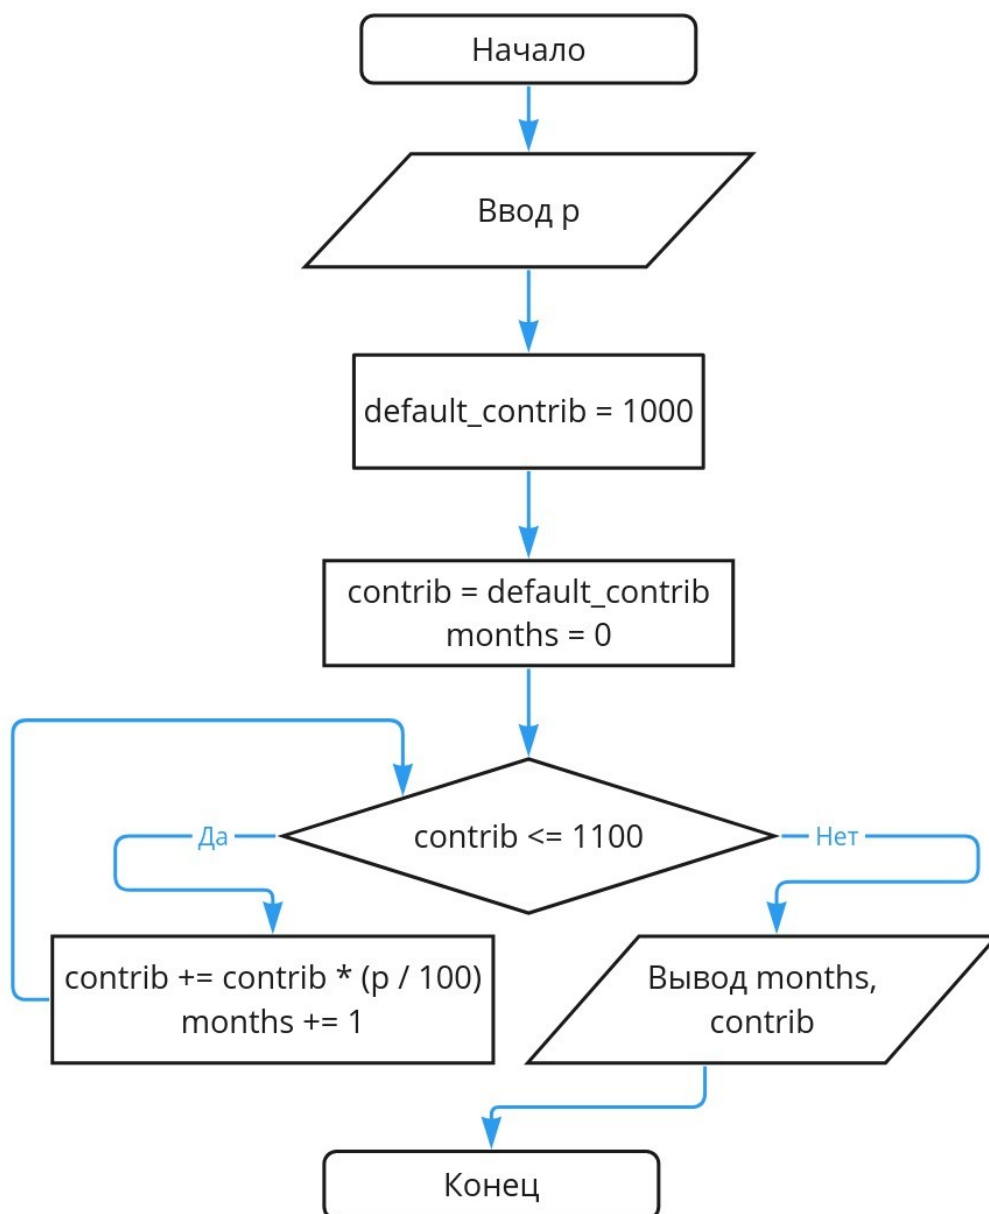 Начало
Ввод p
default_contrib = 1000
contrib = default_contrib
months = 0
contrib <= 1100
Да
Нет
contrib += contrib * (p / 100)
months += 1
Вывод months,
contrib
Конец